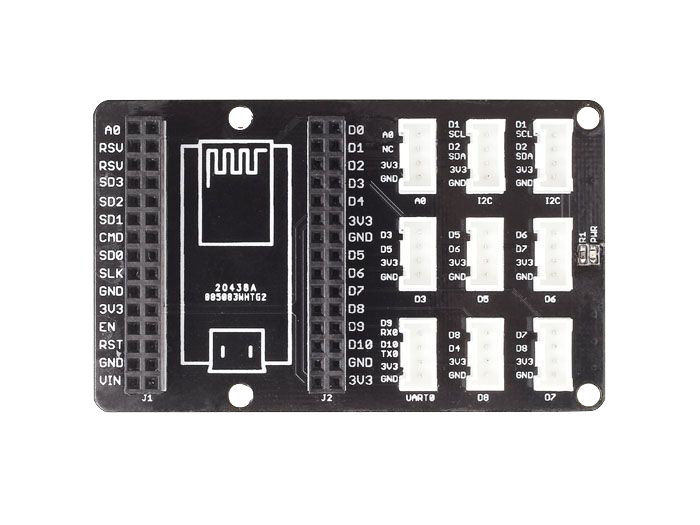 A0
RSV
RSV
SD3
SD2
SD1
CMD
SD0
SLK
GND
3V3
EN
RST
GND
VIN
J1
20438A
005003WHTG2
D0
D1
D2
D3
D4
3V3
GND
D5
D6
D7
D8
D9
D10
GND
3V3
J2
A0
NC
3V3
GND
A0
D1
SCL
D2
SDA
3V3
GND
I2C
D1
SCL
D2
SDA
3V3
GND
I2C
D3
D5
3V3
GND
D3
D5
D6
3V3
GND
D5
D6
D7
3V3
GND
D6
R1
PWR
D9
RX0
D10
TX0
3V3
GND
UART0
D8
D4
3V3
GND
D8
D7
D8
3V3
GND
D7